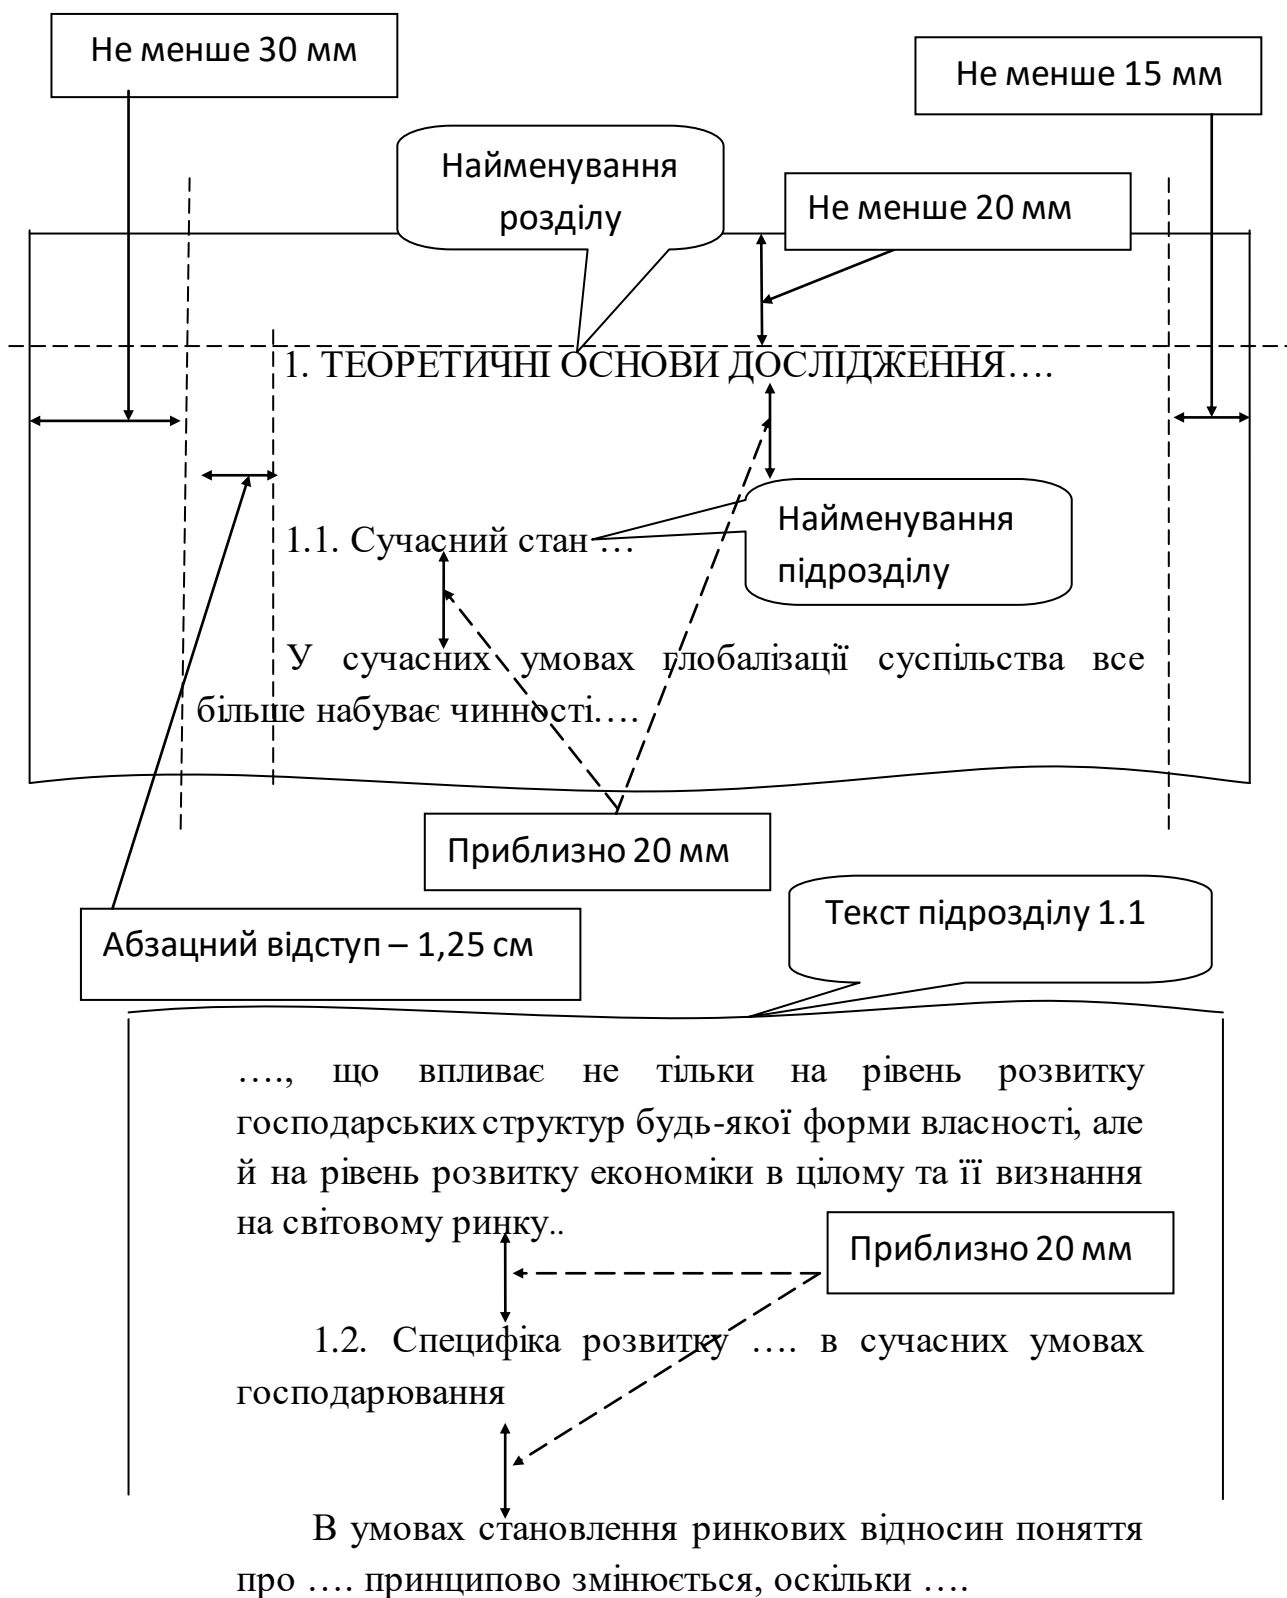 Не менше 30 мм
Не менше 15 мм
Найменування
розділу
Не менше 20 мм
1. ТЕОРЕТИЧНІ ОСНОВИ ДОСЛІДЖЕННЯ….
1.1. Сучасний стан …
Найменування
підрозділу
У сучасних умовах глобалізації суспільства все
більше набуває чинності….
Приблизно 20 мм
Абзацний відступ – 1,25 см
Текст підрозділу 1.1
…., що впливає не тільки на рівень розвитку
господарських структур будь-якої форми власності, але
й на рівень розвитку економіки в цілому та її визнання
на світовому ринку..
Приблизно 20 мм
1.2. Специфіка розвитку …. в сучасних умовах
господарювання
В умовах становлення ринкових відносин поняття
про …. принципово змінюється, оскільки ….